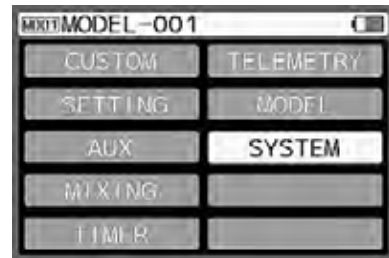 MX11 MODEL-001
CUSTOM TELEMETRY
SETTING MODEL
AUX SYSTEM
MIXING
TIMER